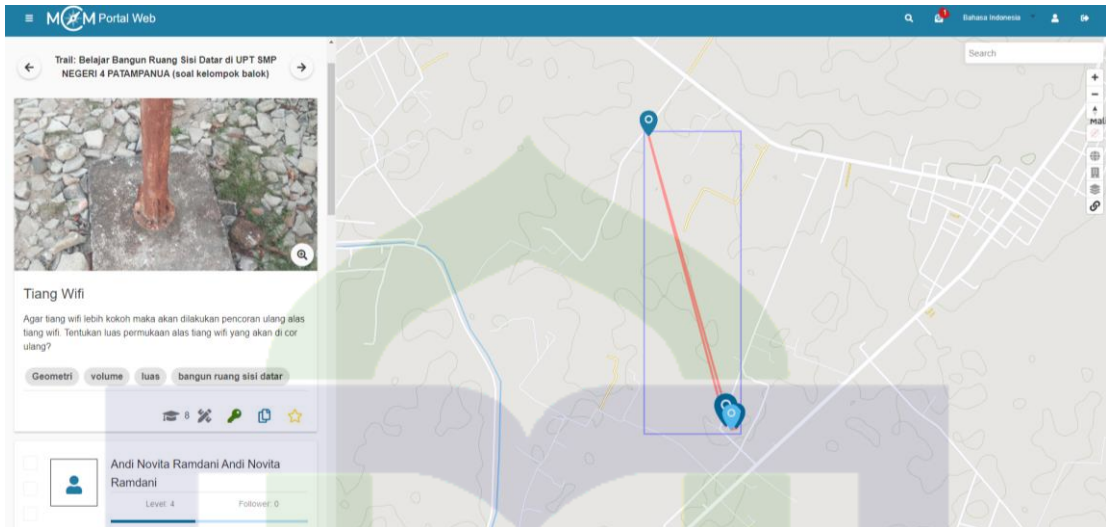 MCM Portal Web
1
Bahasa Indonesia
Trail: Belajar Bangun Ruang Sisi Datar di UPT SMP
NEGERI 4 PATAMPANUA (soal kelompok balok)
Search
Tiang Wifi
Agar tiang wifi lebih kokoh maka akan dilakukan pencoran ulang alas
tiang wifi. Tentukan luas permukaan alas tiang wifi yang akan di cor
ulang?
Geometri volume luas bangun ruang sisi datar
8
Andi Novita Ramdani Andi Novita
Ramdani
Level: 4 Follower: 0